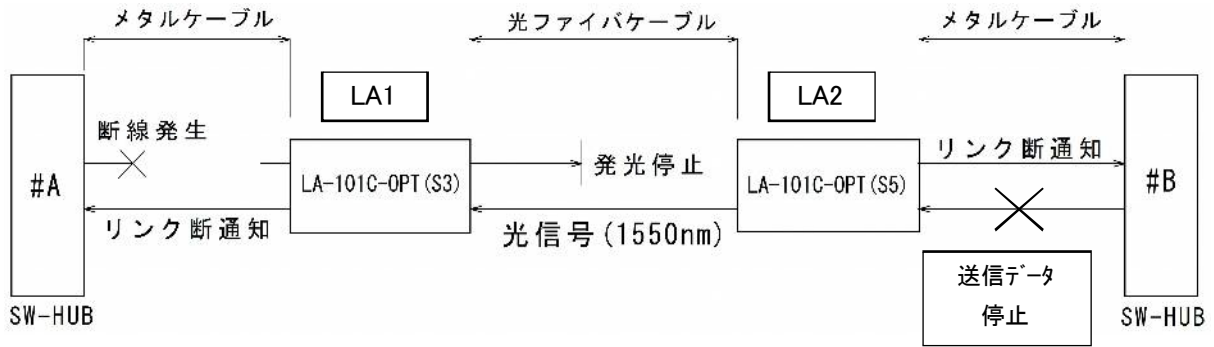 メタルケーブル
光ファイバケーブル
メタルケーブル
LA1
LA2
断線発生
#A
LA-101C-OPT(S3)
発光停止
LA-101C-OPT(S5)
リンク断通知
#B
リンク断通知
光信号(1550nm)
送信ﾃﾞｰﾀ
停止
SW-HUB
SW-HUB